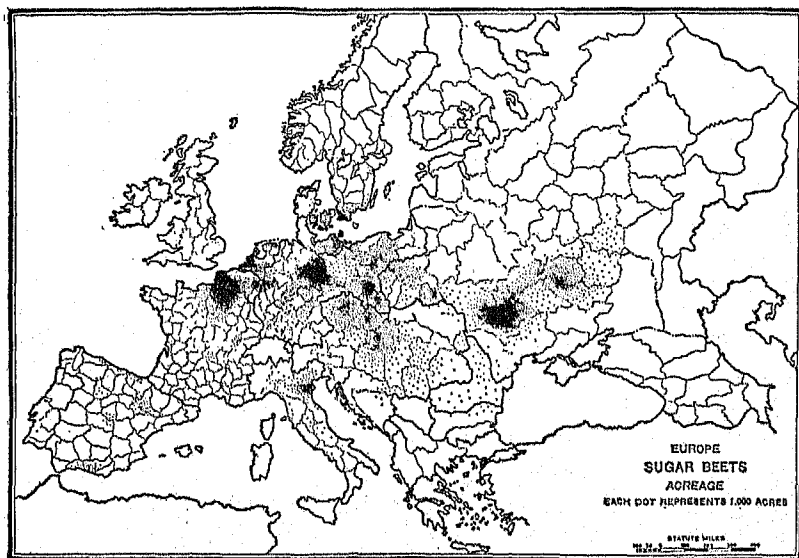 EUROPE
SUGAR BEETS
ACREAGE
EACH DOT REPRESENTS 1,000 ACRES
STATUTE MILES